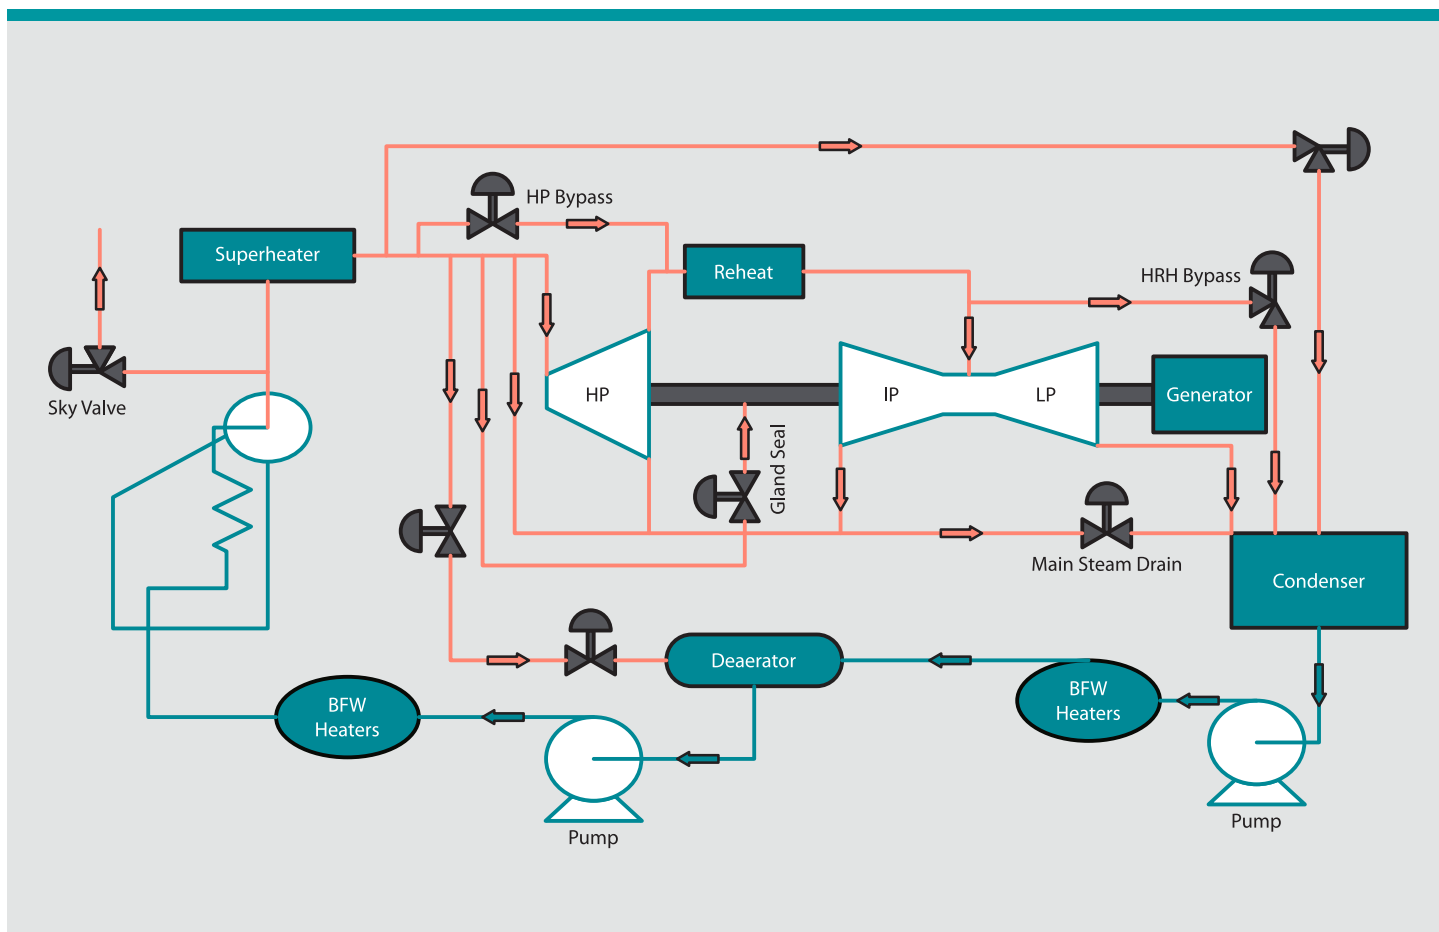 HP Bypass
Superheater
Reheat
HRH Bypass
Sky Valve
HP
IP
LP
Generator
Gland Seal
Main Steam Drain
Condenser
Deaerator
BFW
Heaters
BFW
Heaters
Pump
Pump